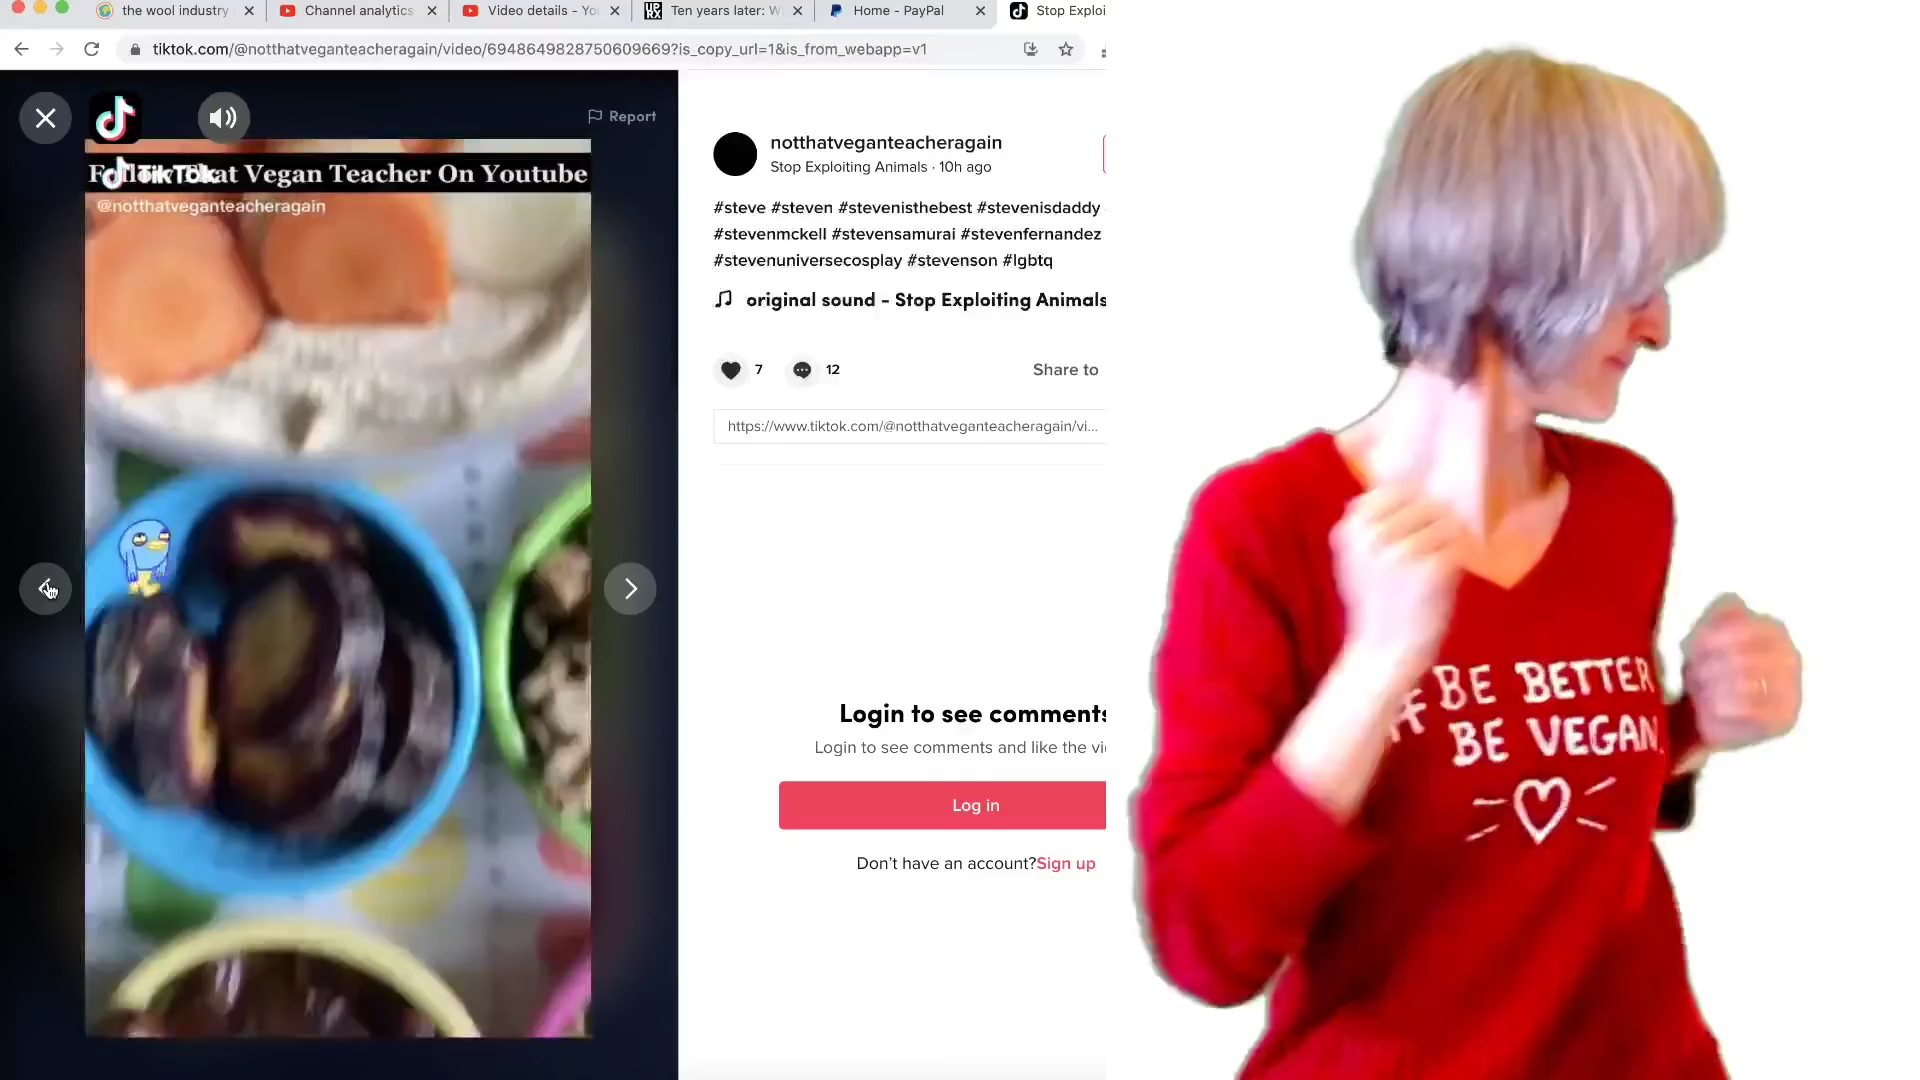 the wool industry
Channel analytics
Video details - You
UP
RX
Ten years later: W
Home - PayPal
Stop Exploi
tiktok.com/@notthatveganteacheragain/video/6948649828750609669?is_copy_url=1&is_from_webapp=v1
Report
TikTok
at Vegan Teacher On Youtube
@notthatveganteacheragain
notthatveganteacheragain
Stop Exploiting Animals · 10h ago
#steve #steven #stevenisthebest #stevenisdaddy
#stevenmckell #stevensamurai #stevenfernandez
#stevenuniversecosplay #stevenson #lgbtq
original sound - Stop Exploiting Animals
7
12
Share to
https://www.tiktok.com/@notthatveganteacheragain/vi...
Login to see comments
Login to see comments and like the vi
Log in
Don't have an account? Sign up
#BE BETTER
BE VEGAN.